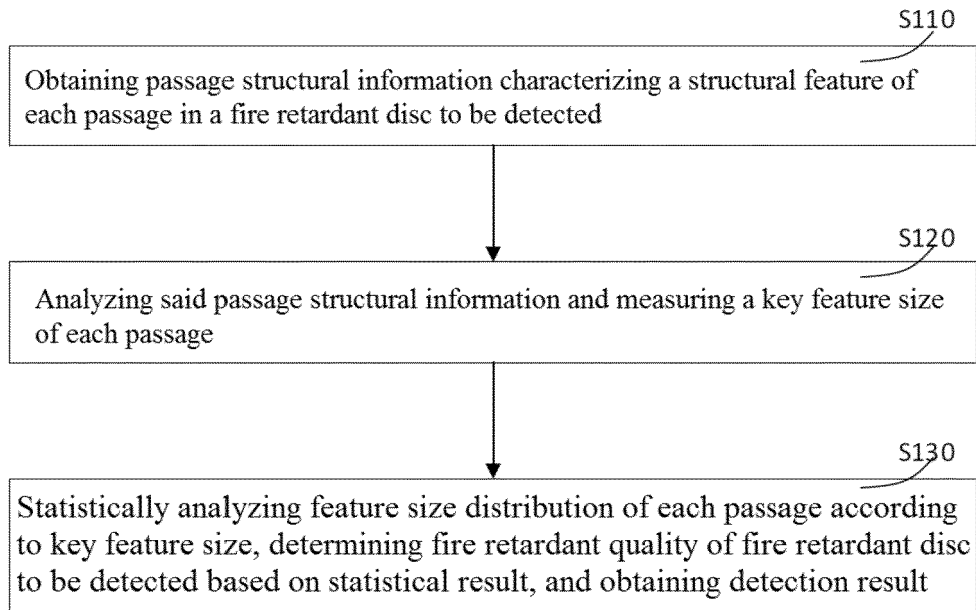 S110
Obtaining passage structural information characterizing a structural feature of
each passage in a fire retardant disc to be detected
S120
Analyzing said passage structural information and measuring a key feature size
of each passage
S130
Statistically analyzing feature size distribution of each passage according
to key feature size, determining fire retardant quality of fire retardant disc
to be detected based on statistical result, and obtaining detection result